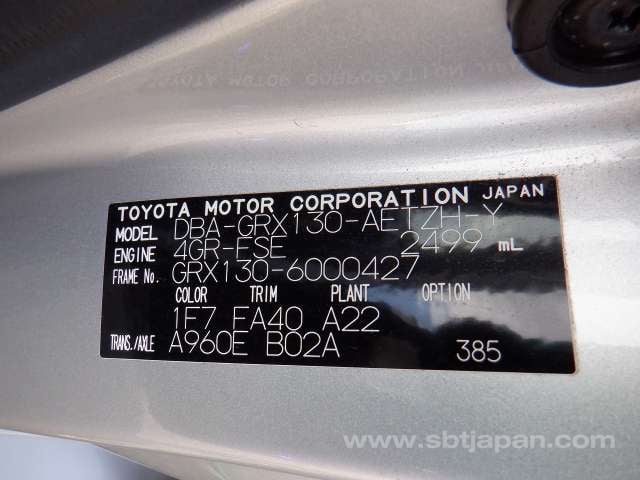 TOYOTA MOTOR CORPORATION JAPAN
MODEL DBA-GRX130-AETZH-Y
ENGINE 4GR-FSE 2499 mL
FRAME No. GRX130-6000427
COLOR TRIM PLANT OPTION
1F7 FA40 A22
TRANS./AXLE A960E B02A 385
www.sbtjapan.com